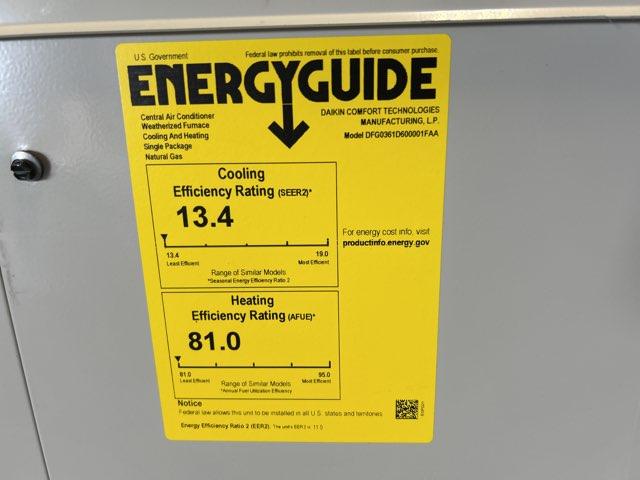 U.S. Government
Federal law prohibits removal of this label before consumer purchase.
ENERGYGUIDE
Central Air Conditioner
Weatherized Furnace
Cooling And Heating
Single Package
Natural Gas
DAIKIN COMFORT TECHNOLOGIES
MANUFACTURING, L.P.
Model DFG0361D600001FAA
Cooling
Efficiency Rating (SEER2)*
13.4
13.4 19.0
Least Efficient Most Efficient
Range of Similar Models
*Seasonal Energy Efficiency Ratio 2
For energy cost info, visit
productinfo.energy.gov
Heating
Efficiency Rating (AFUE)*
81.0
81.0 95.0
Least Efficient Most Efficient
Range of Similar Models
*Annual Fuel Utilization Efficiency
Notice
Federal law allows this unit to be installed in all U.S. states and territories.
Energy Efficiency Ratio 2 (EER2): The unit's EER2 is 11.0